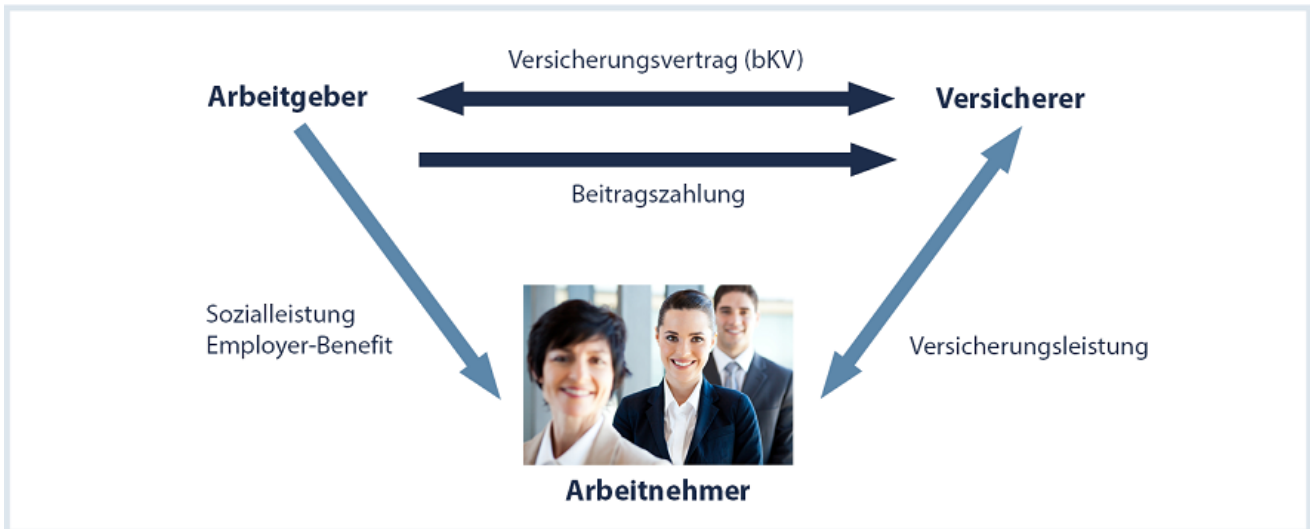 Versicherungsvertrag (bKV)
Arbeitgeber
Versicherer
Beitragszahlung
Sozialleistung
Employer-Benefit
Versicherungsleistung
Arbeitnehmer